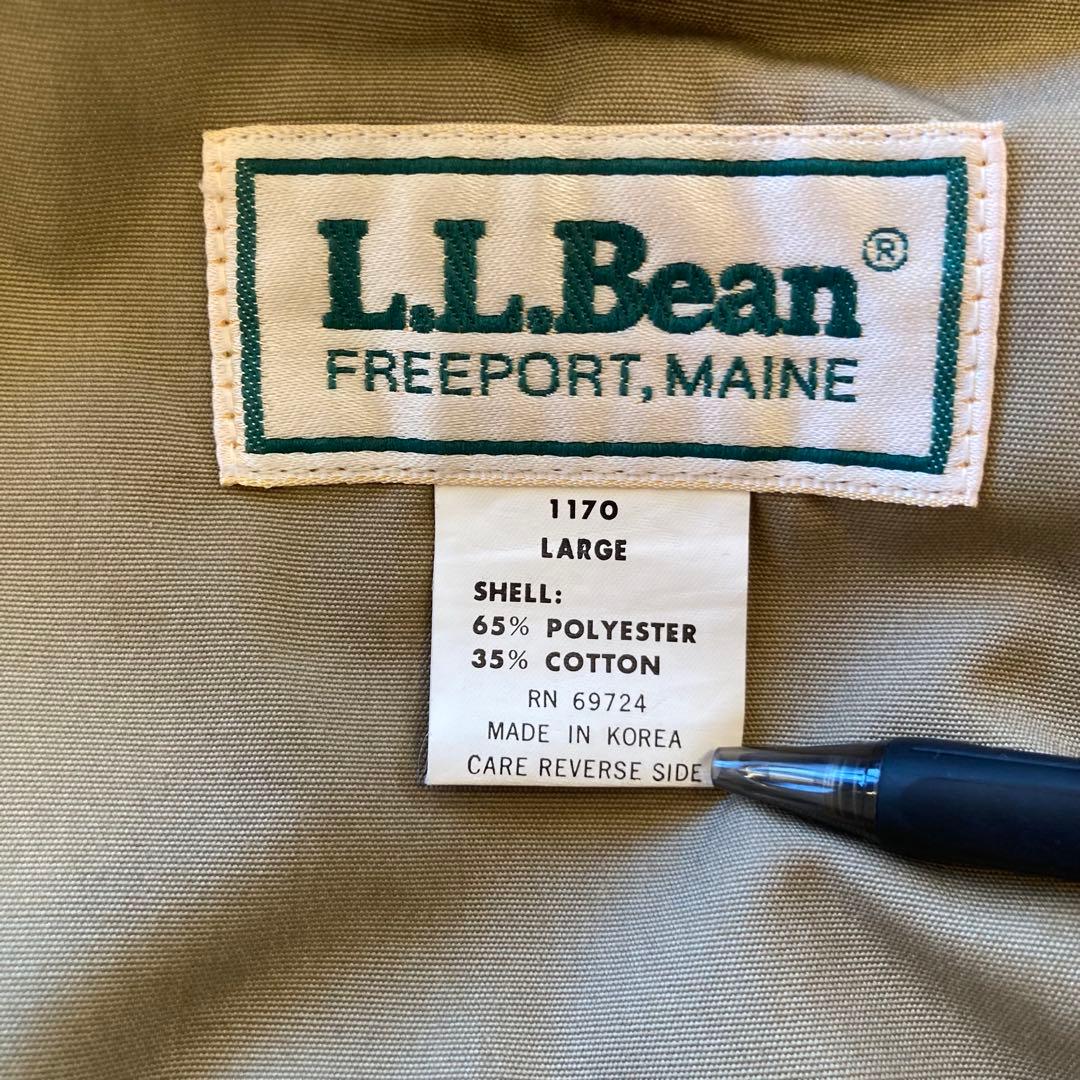 L.L.Bean®
FREEPORT, MAINE
1170
LARGE
SHELL:
65% POLYESTER
35% COTTON
RN 69724
MADE IN KOREA
CARE REVERSE SIDE